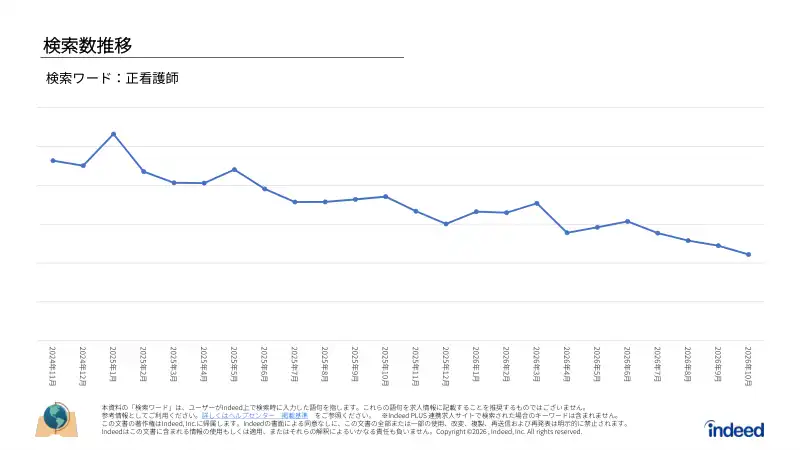 検索数推移
検索ワード：正看護師
2024年11月
2024年12月
2025年1月
2025年2月
2025年3月
2025年4月
2025年5月
2025年6月
2025年7月
2025年8月
2025年9月
2025年10月
2025年11月
2025年12月
2026年1月
2026年2月
2026年3月
2026年4月
2026年5月
2026年6月
2026年7月
2026年8月
2026年9月
2026年10月
本資料の「検索ワード」は、ユーザーがIndeed上で検索時に入力した語句を指します。これらの語句を求人情報に記載することを推奨するものではございません。
参考情報としてご利用ください。詳しくはヘルプセンター 掲載基準 をご参照ください。 ※Indeed PLUS 連携求人サイトで検索された場合のキーワードは含まれません。
この文書の著作権はIndeed, Inc.に帰属します。Indeedの書面による同意なしに、この文書の全部または一部の使用、改変、複製、再送信および再発表は明示的に禁止されます。
Indeedはこの文書に含まれる情報の使用もしくは適用、またはそれらの解釈によるいかなる責任も負いません。Copyright ©2026 , Indeed, Inc. All rights reserved.
indeed